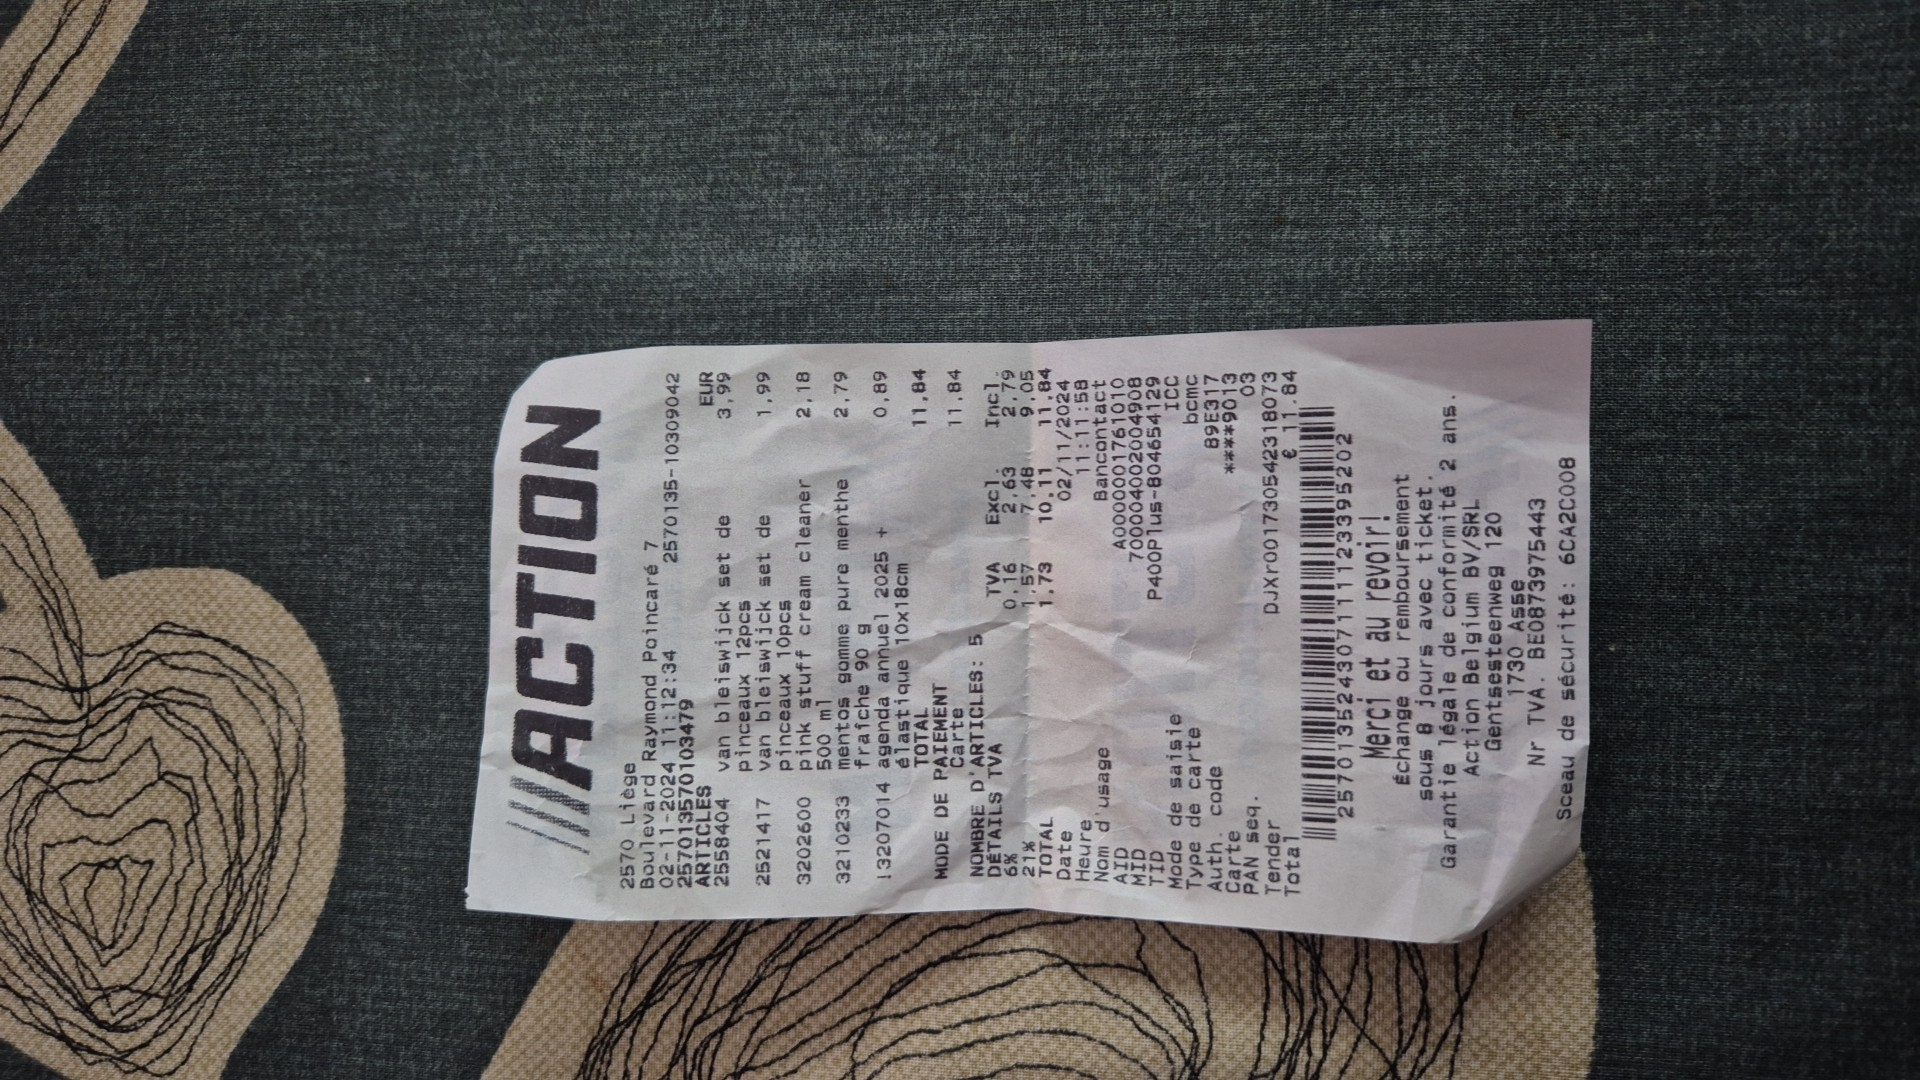 ///ACTION
2570 Liège
Boulevard Raymond Poincaré 7
02-11-2024 11:12:34 2570135-10309042
2570135Ɩ570103479
ARTICLES EUR
2558404 van bleiswijck set de 3,99
pinceaux 12pcs
2521417 van bleiswijck set de 1,99
pinceaux 10pcs
3202600 pink stuff cream cleaner 2,18
500 ml
3210233 mentos gomme pure menthe 2,79
fraîche 90 g
13207014 agenda annuel 2025 + 0,89
élastique 10x18cm
TOTAL 11,84
MODE DE PAIEMENT
Carte 11.84
NOMBRE D'ARTICLES: 5
DÉTAILS TVA TVA Excl. Incl.
6% 0,16 2,63 2,79
21% 1,57 7,48 9,05
TOTAL 1,73 10,11 11,84
Date 02/11/2024
Heure 11:11:58
Nom d'usage Bancontact
AID A0000001761010
MID 700004002004908
TID P400Plus-804654129
Mode de saisie ICC
Type de carte bcmc
Auth. code 89E317
Carte ****9013
PAN seq. 03
Tender DJXr001730542318073
Total € 11.84
2570135243071111123395202
Merci et au revoir!
Échange ou remboursement
sous 8 jours avec ticket.
Garantie légale de conformité 2 ans.
Action Belgium BV/SRL
Gentsesteenweg 120
1730 Asse
Nr TVA. BE0873975443
Sceau de sécurité: 6CA2C008